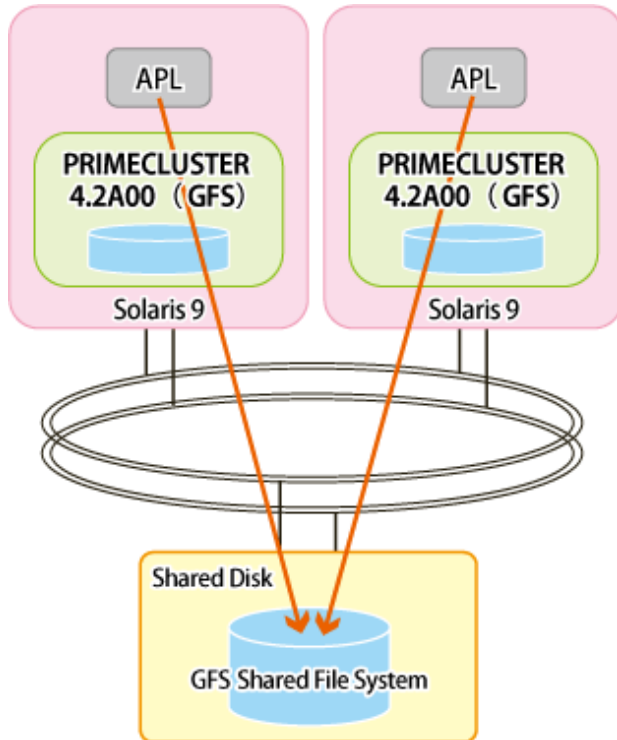 APL
PRIMECLUSTER
4.2A00 （GFS）
Solaris 9
APL
PRIMECLUSTER
4.2A00 （GFS）
Solaris 9
Shared Disk
GFS Shared File System